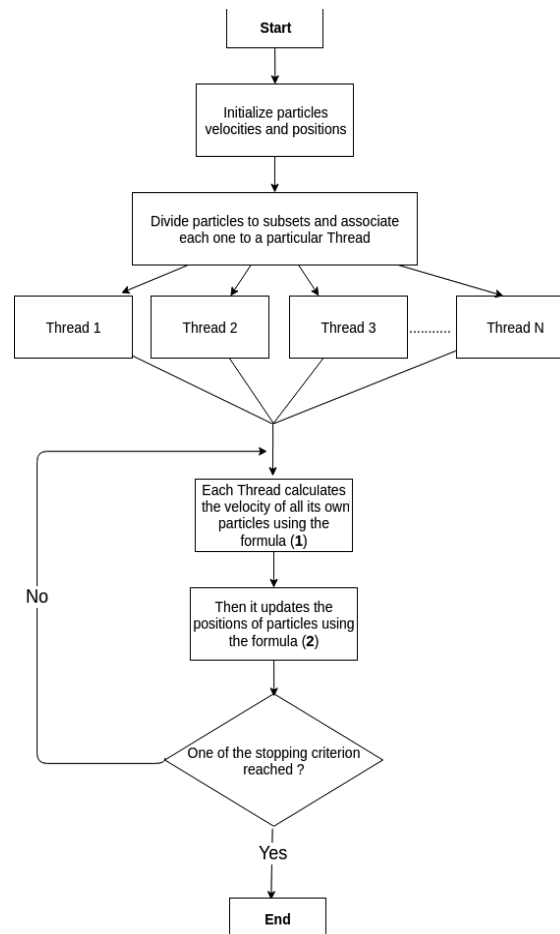 Start
Initialize particles
velocities and positions
Divide particles to subsets and associate
each one to a particular Thread
Thread 1
Thread 2
Thread 3
...........
Thread N
Each Thread calculates
the velocity of all its own
particles using the
formula (1)
Then it updates the
positions of particles using
the formula (2)
No
One of the stopping criterion
reached ?
Yes
End